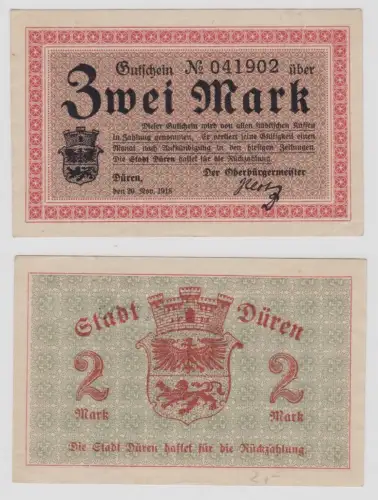 Gutschein № 041902 über
Zwei Mark
Dieser Gutschein wird von allen städtischen Kassen
in Zahlung genommen. Er verliert seine Gültigkeit einen
Monat nach Aufkündigung in den hiesigen Zeitungen.
Die Stadt Düren haftet für die Rückzahlung.
Düren,
den 26. Nov. 1918
Der Oberbürgermeister
Stadt Düren
2 2
Mark Mark
Die Stadt Düren haftet für die Rückzahlung